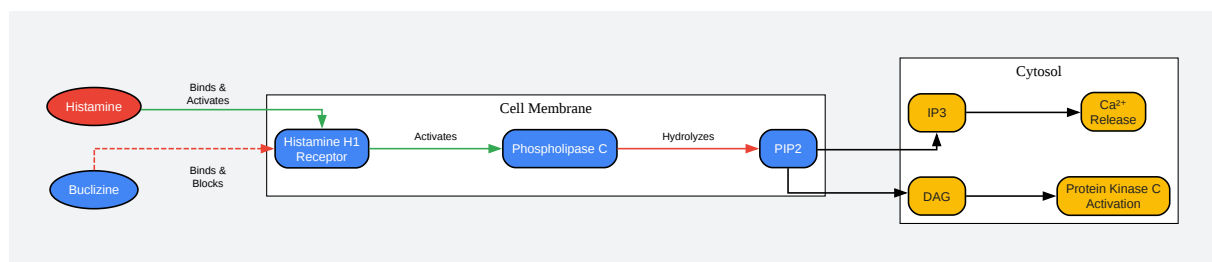 Histamine
Binds &
Activates
Buclizine
Binds &
Blocks
Cell Membrane
Histamine H1
Receptor
Activates
Phospholipase C
Hydrolyzes
PIP2
Cytosol
IP3
Ca²⁺
Release
DAG
Protein Kinase C
Activation